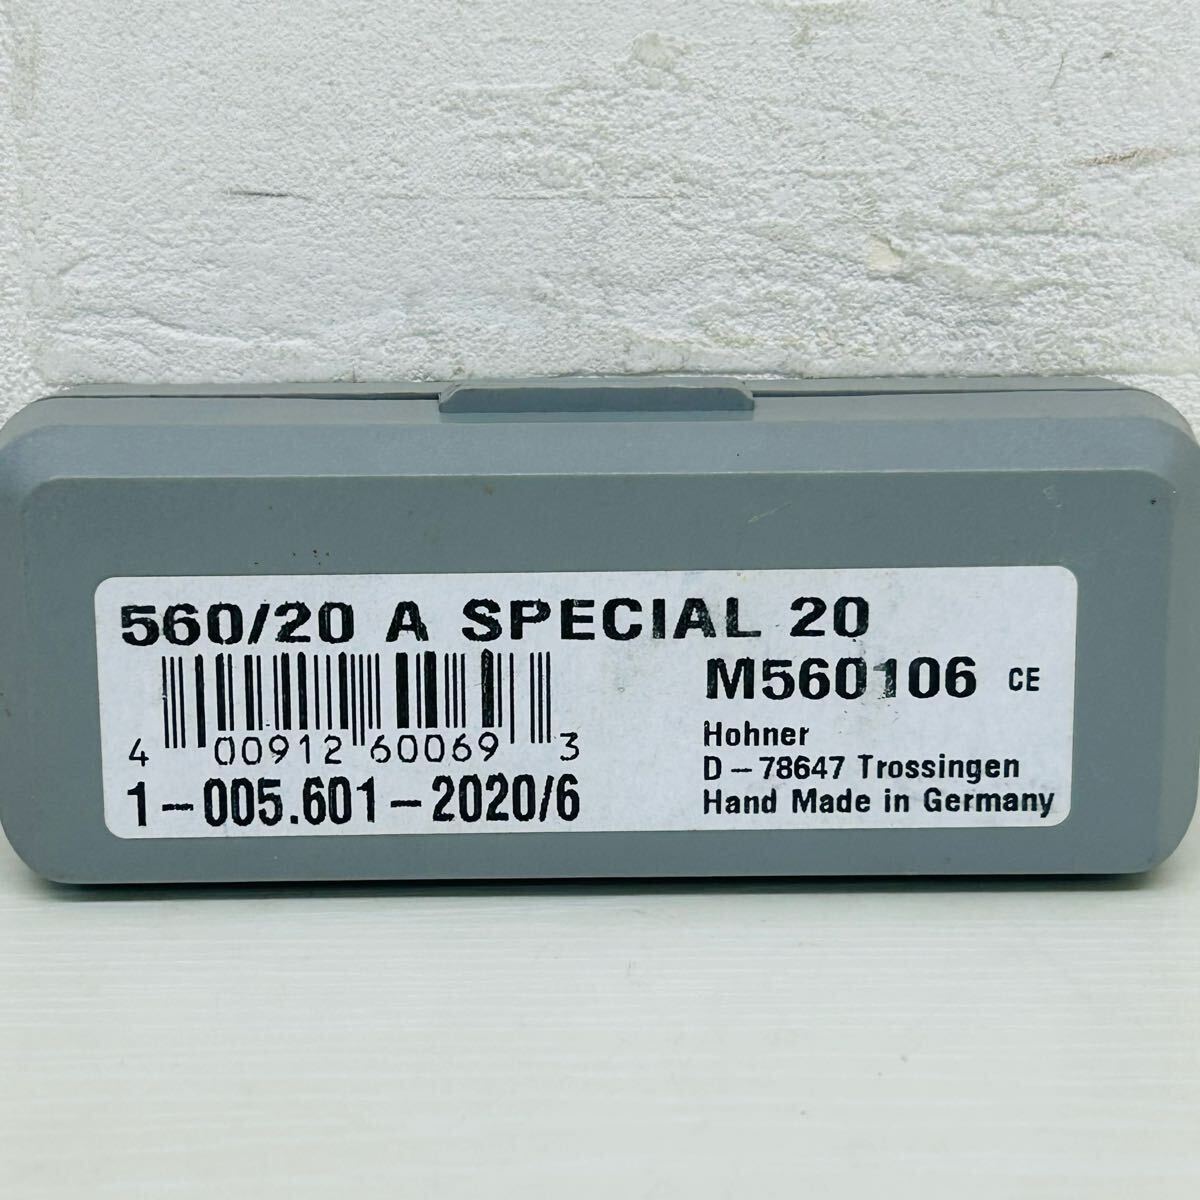 560/20 A SPECIAL 20
M560106 CE
4 00912 60069 3
1-005.601-2020/6
Hohner
D-78647 Trossingen
Hand Made in Germany